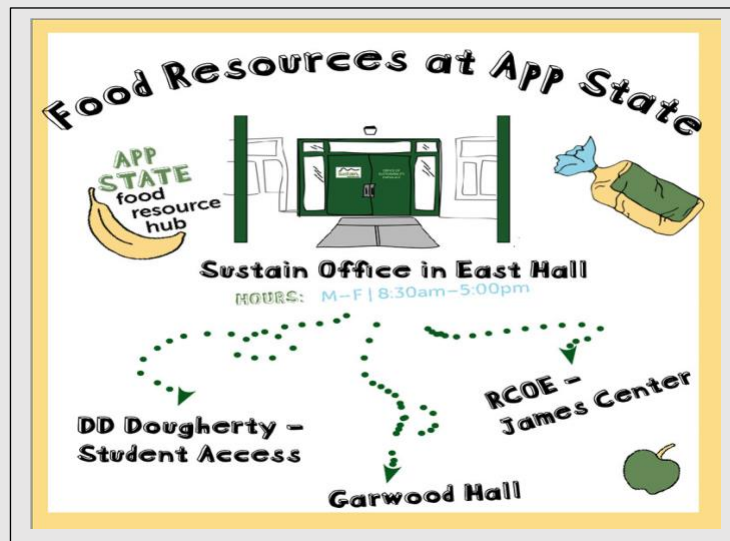 Food Resources at App State
APP
STATE
food
resource
hub
Sustain Office in East Hall
HOURS: M–F | 8:30am–5:00pm
RCOE –
James Center
DD Dougherty –
Student Access
Garwood Hall